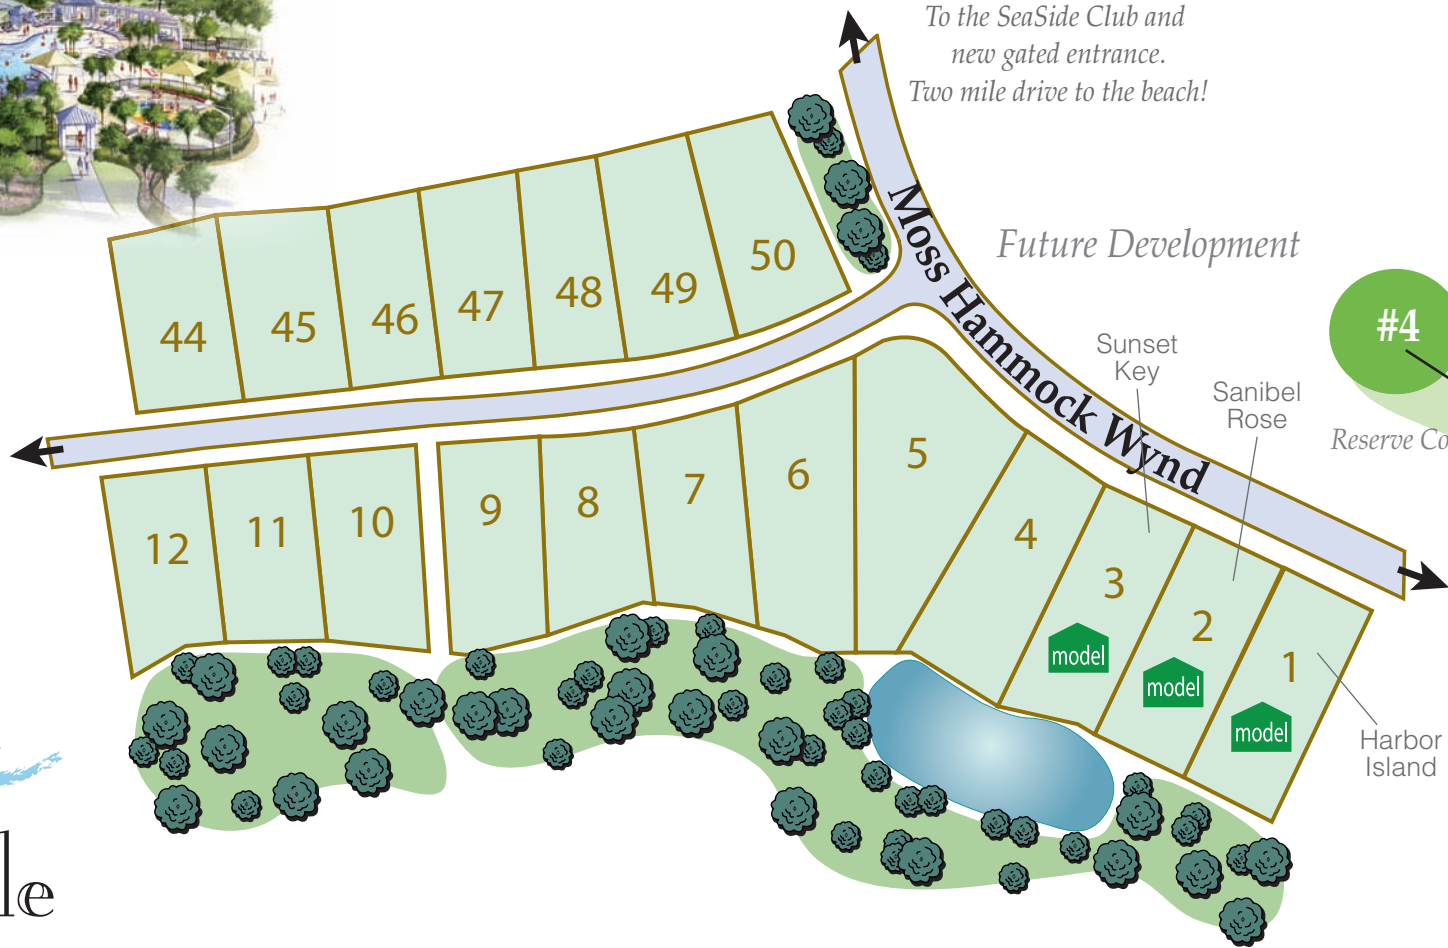 To the SeaSide Club and
new gated entrance.
Two mile drive to the beach!
Moss Hammock Wynd
Future Development
#4
Sunset
Key
Sanibel
Rose
Reserve
44
45
46
47
48
49
50
12
11
10
9
8
7
6
5
4
3
model
2
model
1
model
Harbor
Island